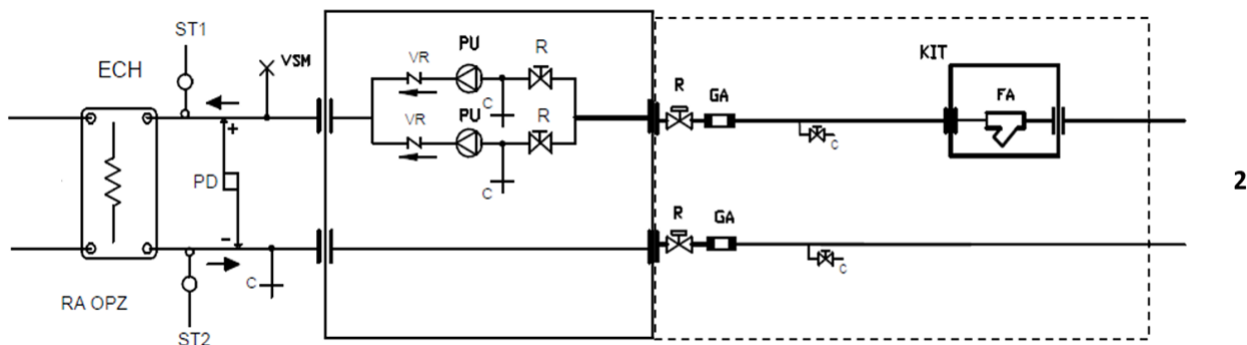 ST1
ECH
VSM
VR
PU
R
C
VR
PU
R
C
R
GA
C
KIT
FA
+
PD
-
2
R
GA
C
C
RA OPZ
ST2